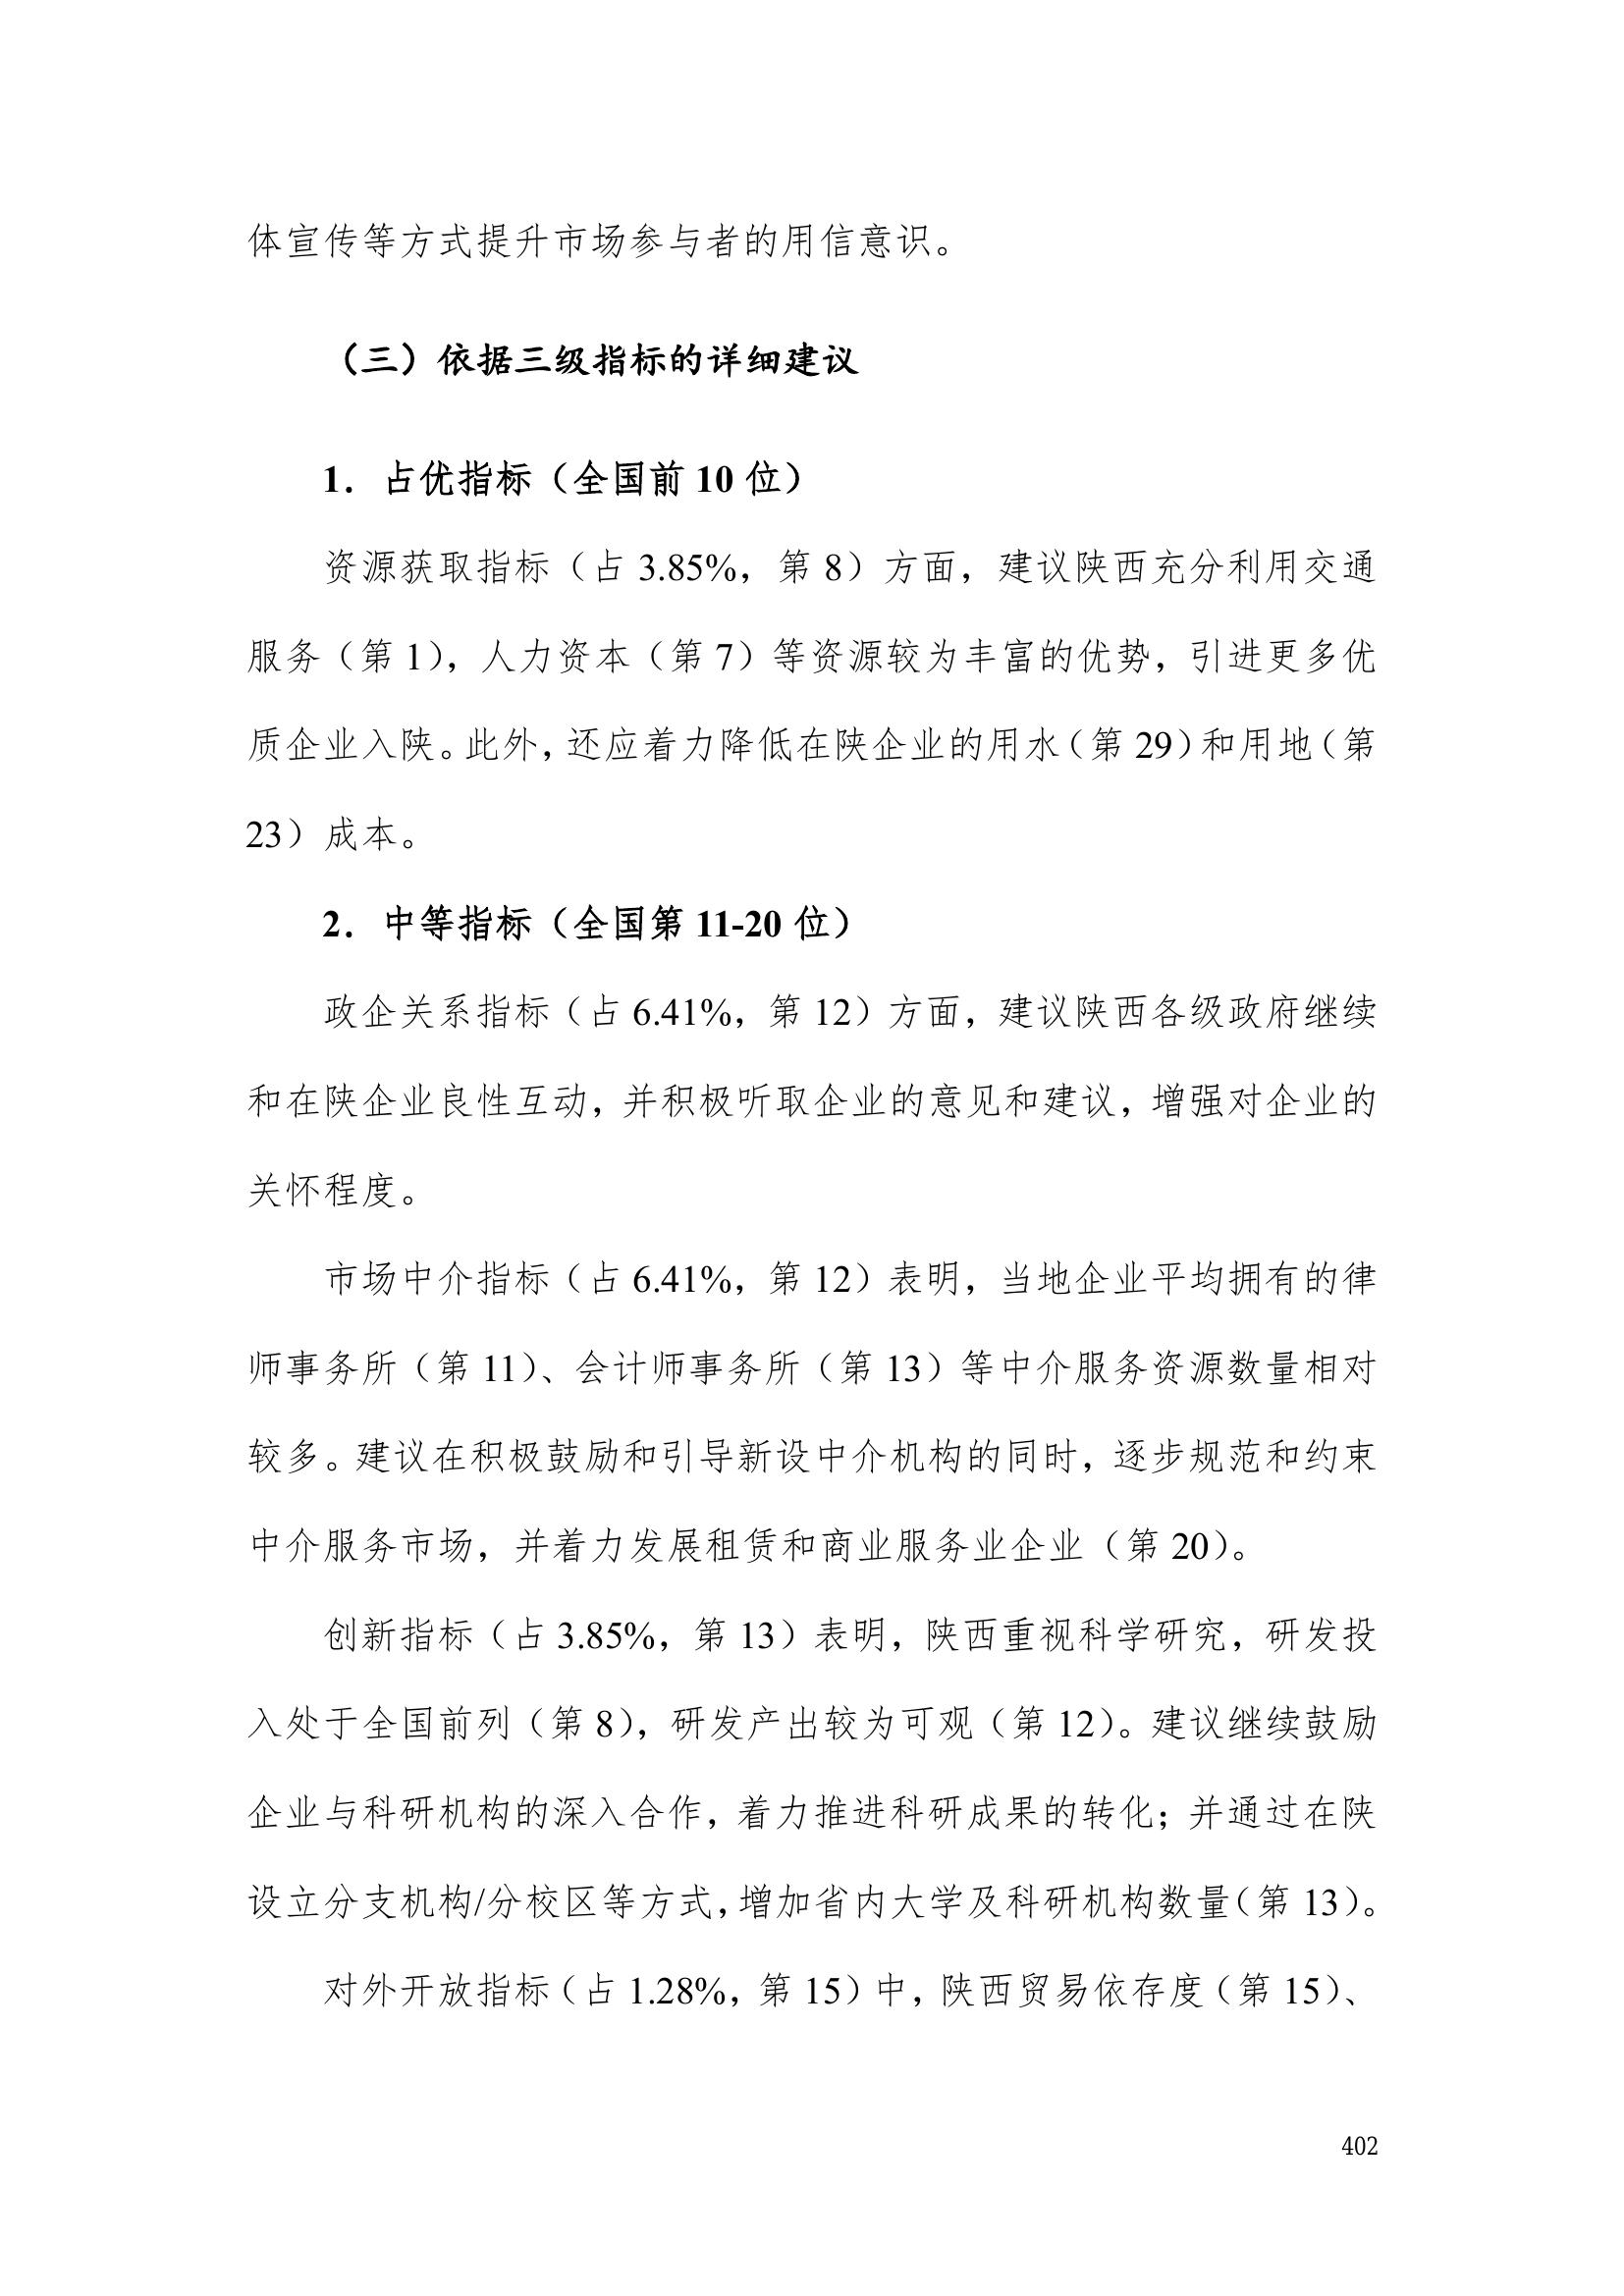 体宣传等方式提升市场参与者的用信意识。
（三）依据三级指标的详细建议
1．占优指标（全国前 10 位）
资源获取指标（占 3.85%，第 8）方面，建议陕西充分利用交通
服务（第 1），人力资本（第 7）等资源较为丰富的优势，引进更多优
质企业入陕。此外，还应着力降低在陕企业的用水（第 29）和用地（第
23）成本。
2．中等指标（全国第 11-20 位）
政企关系指标（占 6.41%，第 12）方面，建议陕西各级政府继续
和在陕企业良性互动，并积极听取企业的意见和建议，增强对企业的
关怀程度。
市场中介指标（占 6.41%，第 12）表明，当地企业平均拥有的律
师事务所（第 11）、会计师事务所（第 13）等中介服务资源数量相对
较多。建议在积极鼓励和引导新设中介机构的同时，逐步规范和约束
中介服务市场，并着力发展租赁和商业服务业企业（第 20）。
创新指标（占 3.85%，第 13）表明，陕西重视科学研究，研发投
入处于全国前列（第 8），研发产出较为可观（第 12）。建议继续鼓励
企业与科研机构的深入合作，着力推进科研成果的转化；并通过在陕
设立分支机构/分校区等方式，增加省内大学及科研机构数量（第 13）。
对外开放指标（占 1.28%，第 15）中，陕西贸易依存度（第 15）、
402